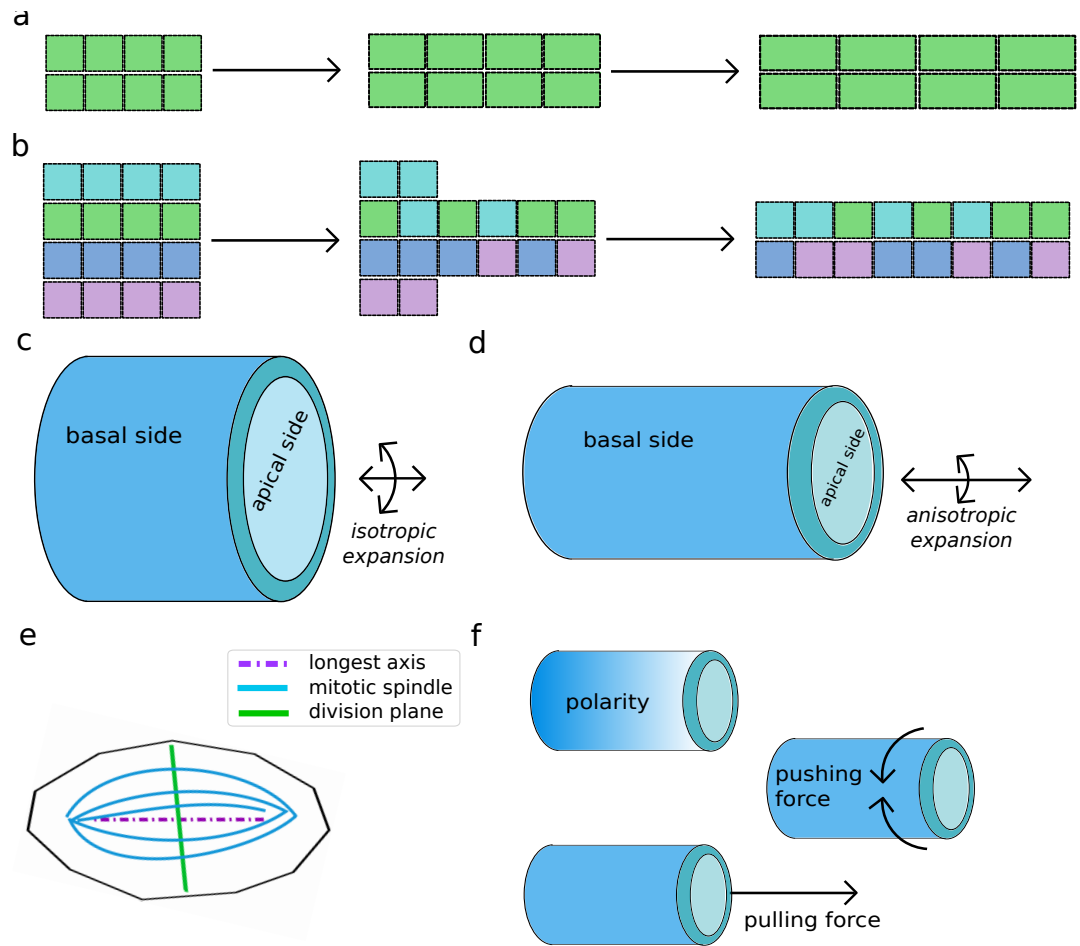 a
b
c
basal side
apical side
isotropic
expansion
d
basal side
apical side
anisotropic
expansion
e
longest axis
mitotic spindle
division plane
f
polarity
pushing
force
pulling force